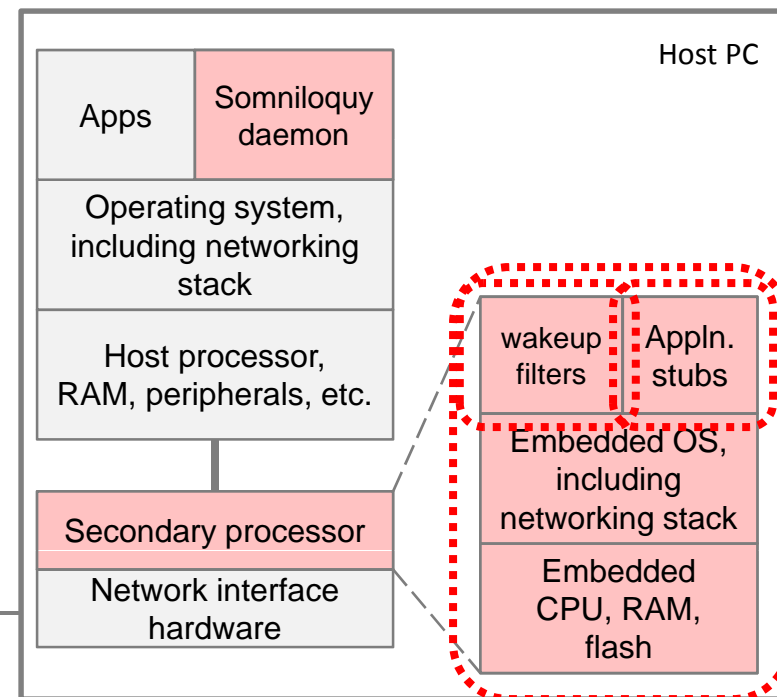 Host PC
Apps
Somniloquy
daemon
Operating system,
including networking
stack
Host processor,
RAM, peripherals, etc.
Secondary processor
Network interface
hardware
wakeup
filters
Appln.
stubs
Embedded OS,
including
networking stack
Embedded
CPU, RAM,
flash